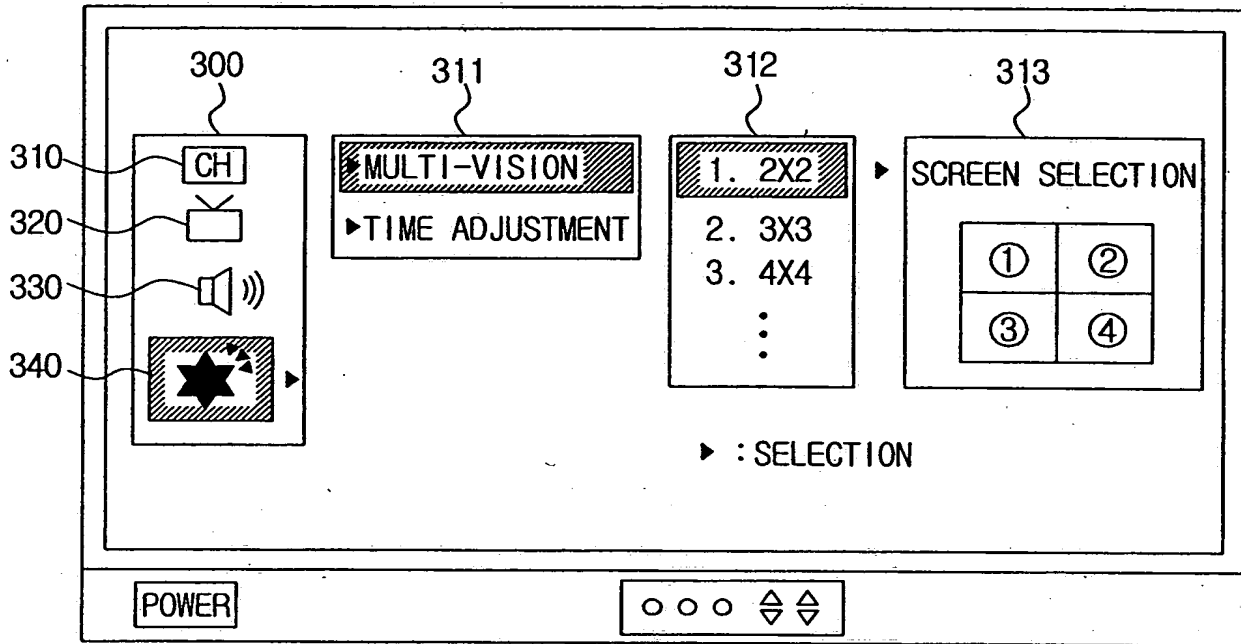 300 311 312 313
310 CH
320
330
340
▶MULTI-VISION
▶TIME ADJUSTMENT
1. 2X2 ▶
2. 3X3
3. 4X4
SCREEN SELECTION
① ②
③ ④
▶ :SELECTION
POWER